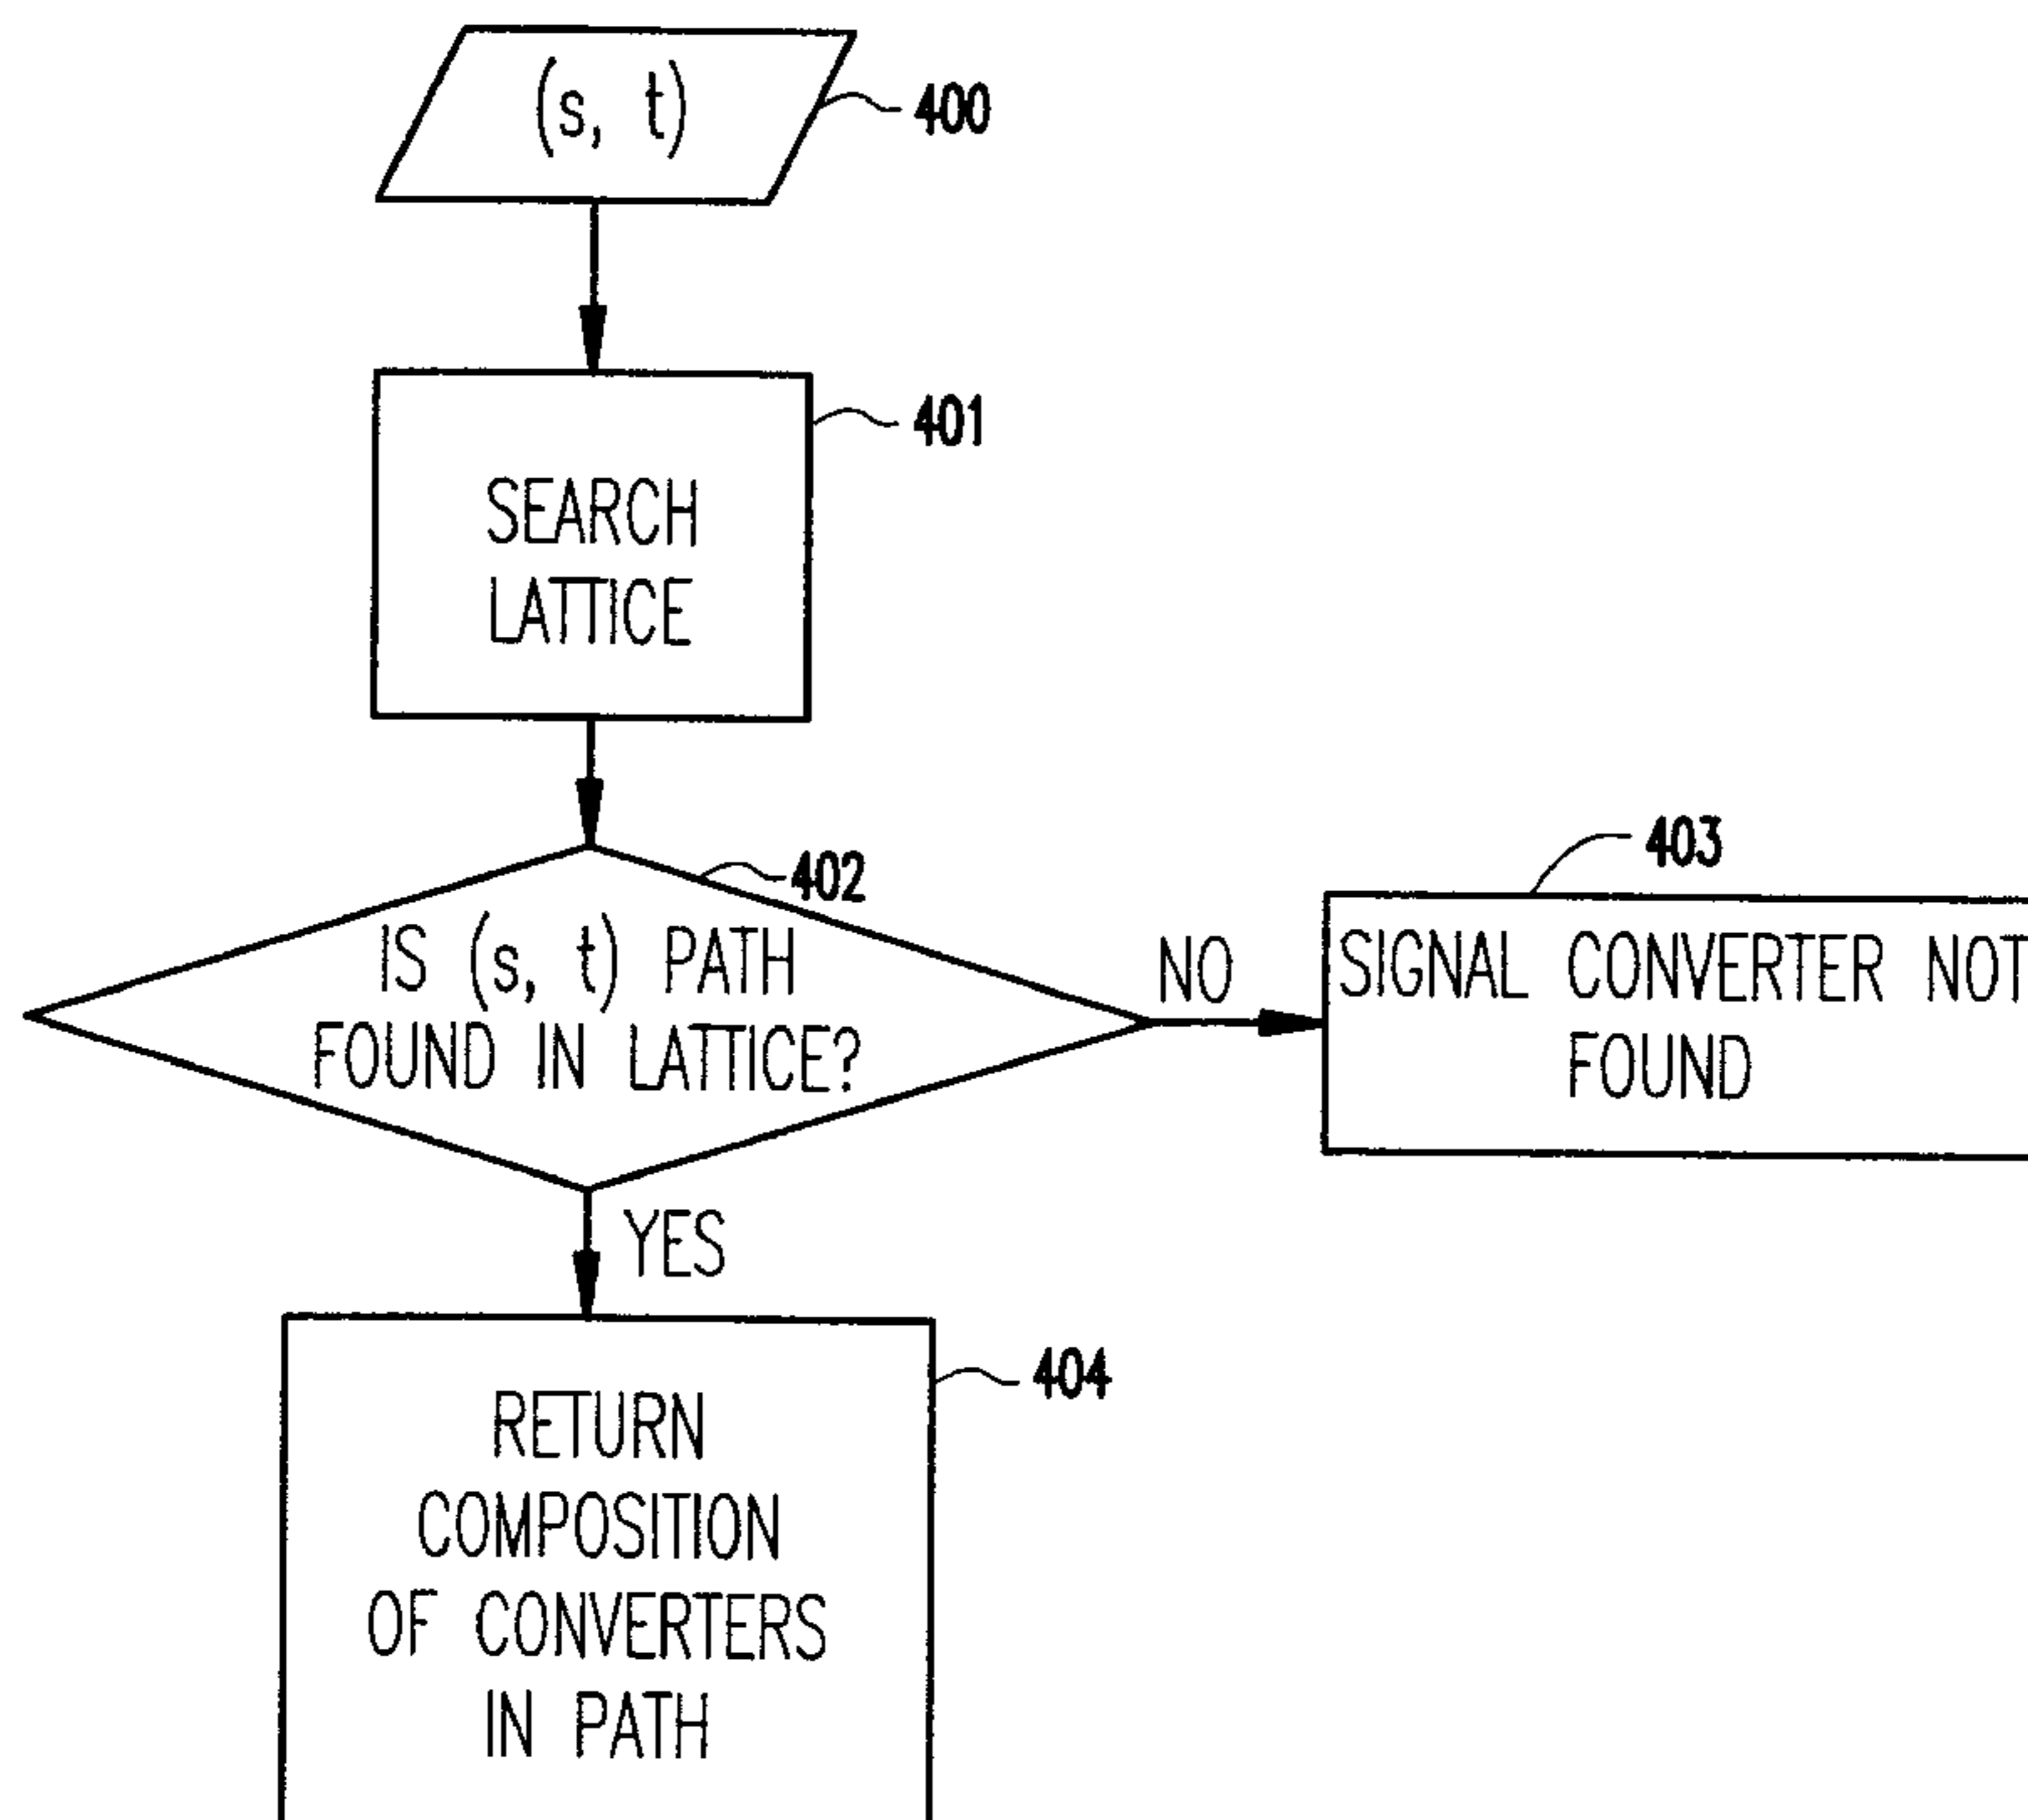 (s, t)
400
401
SEARCH
LATTICE
402
IS (s, t) PATH
FOUND IN LATTICE?
NO
403
SIGNAL CONVERTER NOT
FOUND
YES
404
RETURN
COMPOSITION
OF CONVERTERS
IN PATH